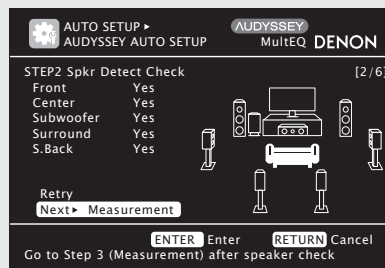 AUTO SETUP ▸
AUDYSSEY AUTO SETUP
AUDYSSEY
MultEQ DENON
STEP2 Spkr Detect Check [2/6]
Front Yes
Center Yes
Subwoofer Yes
Surround Yes
S.Back Yes
Retry
Next▸ Measurement
ENTER Enter RETURN Cancel
Go to Step 3 (Measurement) after speaker check